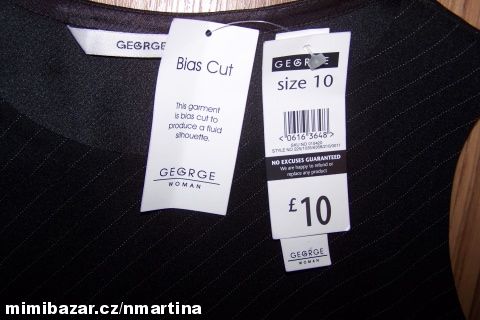 GEORGE
Bias Cut
This garment
is bias cut to
produce a fluid
silhouette.
GEORGE
WOMAN
GEORGE
size 10
<0616 3648>
NO EXCUSES GUARANTEED
We are happy to refund or
replace any product
£10
GEORGE
WOMAN
mimibazar.cz/nmartina